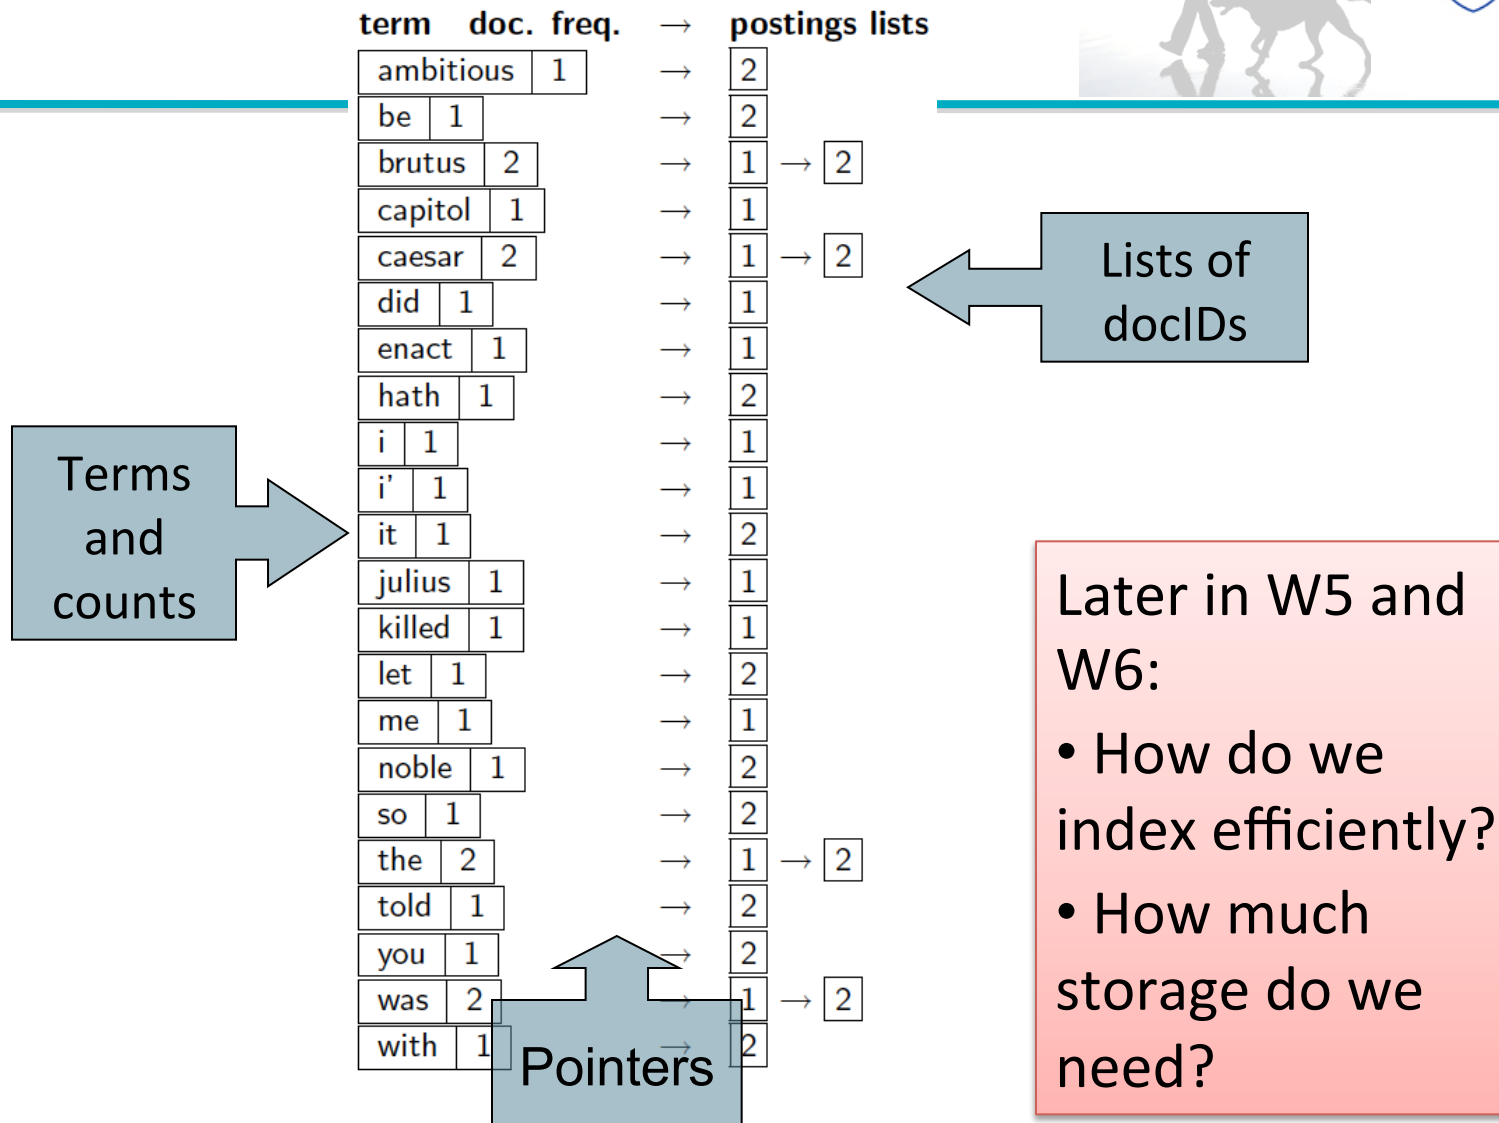 term doc. freq. → postings lists
ambitious 1 → 2
be 1 → 2
brutus 2 → 1 → 2
capitol 1 → 1
caesar 2 → 1 → 2
did 1 → 1
enact 1 → 1
hath 1 → 2
i 1 → 1
i' 1 → 1
it 1 → 2
julius 1 → 1
killed 1 → 1
let 1 → 2
me 1 → 1
noble 1 → 2
so 1 → 2
the 2 → 1 → 2
told 1 → 2
you 1 → 2
was 2 → 1 → 2
with 1 → 2
Lists of
docIDs
Terms
and
counts
Pointers
Later in W5 and
W6:
• How do we
index efficiently?
• How much
storage do we
need?